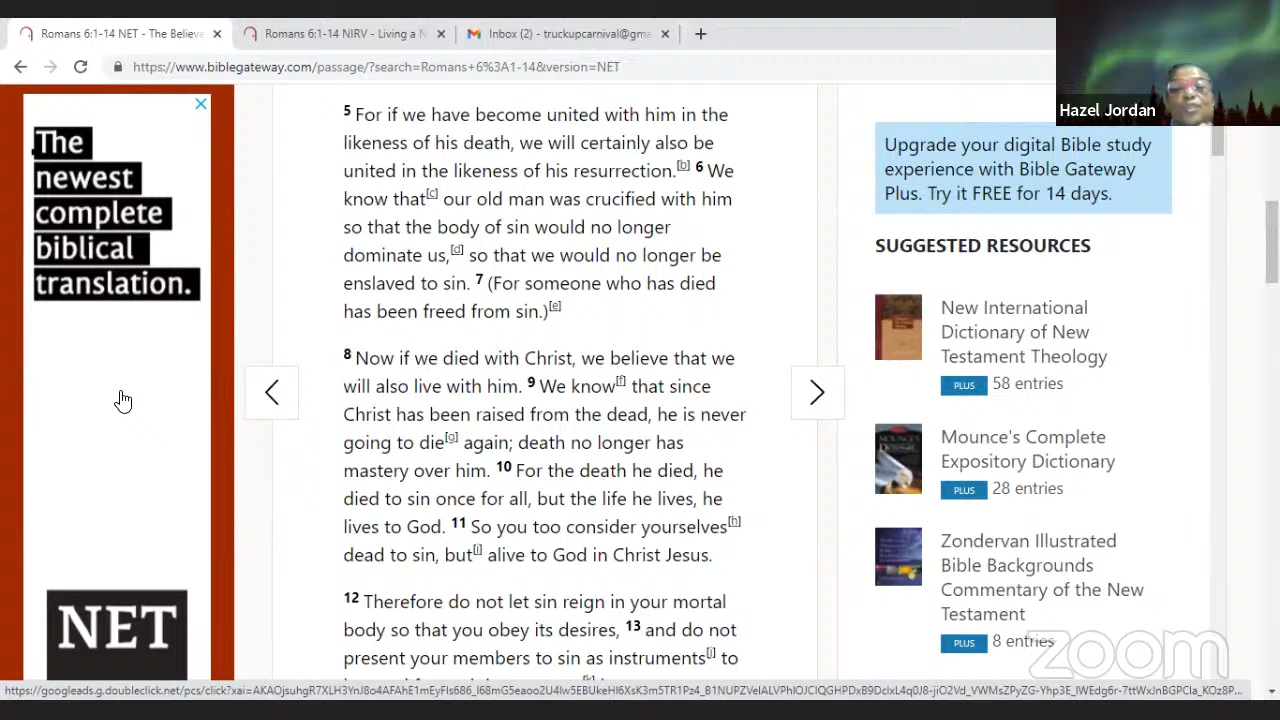 Romans 6:1-14 NET - The Believe
Romans 6:1-14 NIRV - Living a N
Inbox (2) - truckupcarnival@gma
https://www.biblegateway.com/passage/?search=Romans+6%3A1-14&version=NET
Hazel Jordan
The
newest
complete
biblical
translation.
NET
5 For if we have become united with him in the
likeness of his death, we will certainly also be
united in the likeness of his resurrection.[b] 6 We
know that[c] our old man was crucified with him
so that the body of sin would no longer
dominate us,[d] so that we would no longer be
enslaved to sin. 7 (For someone who has died
has been freed from sin.)[e]
8 Now if we died with Christ, we believe that we
will also live with him. 9 We know[f] that since
Christ has been raised from the dead, he is never
going to die[g] again; death no longer has
mastery over him. 10 For the death he died, he
died to sin once for all, but the life he lives, he
lives to God. 11 So you too consider yourselves[h]
dead to sin, but[i] alive to God in Christ Jesus.
12 Therefore do not let sin reign in your mortal
body so that you obey its desires, 13 and do not
present your members to sin as instruments[j] to
Upgrade your digital Bible study
experience with Bible Gateway
Plus. Try it FREE for 14 days.
SUGGESTED RESOURCES
New International
Dictionary of New
Testament Theology
PLUS 58 entries
Mounce's Complete
Expository Dictionary
PLUS 28 entries
Zondervan Illustrated
Bible Backgrounds
Commentary of the New
Testament
PLUS 8 entries
zoom